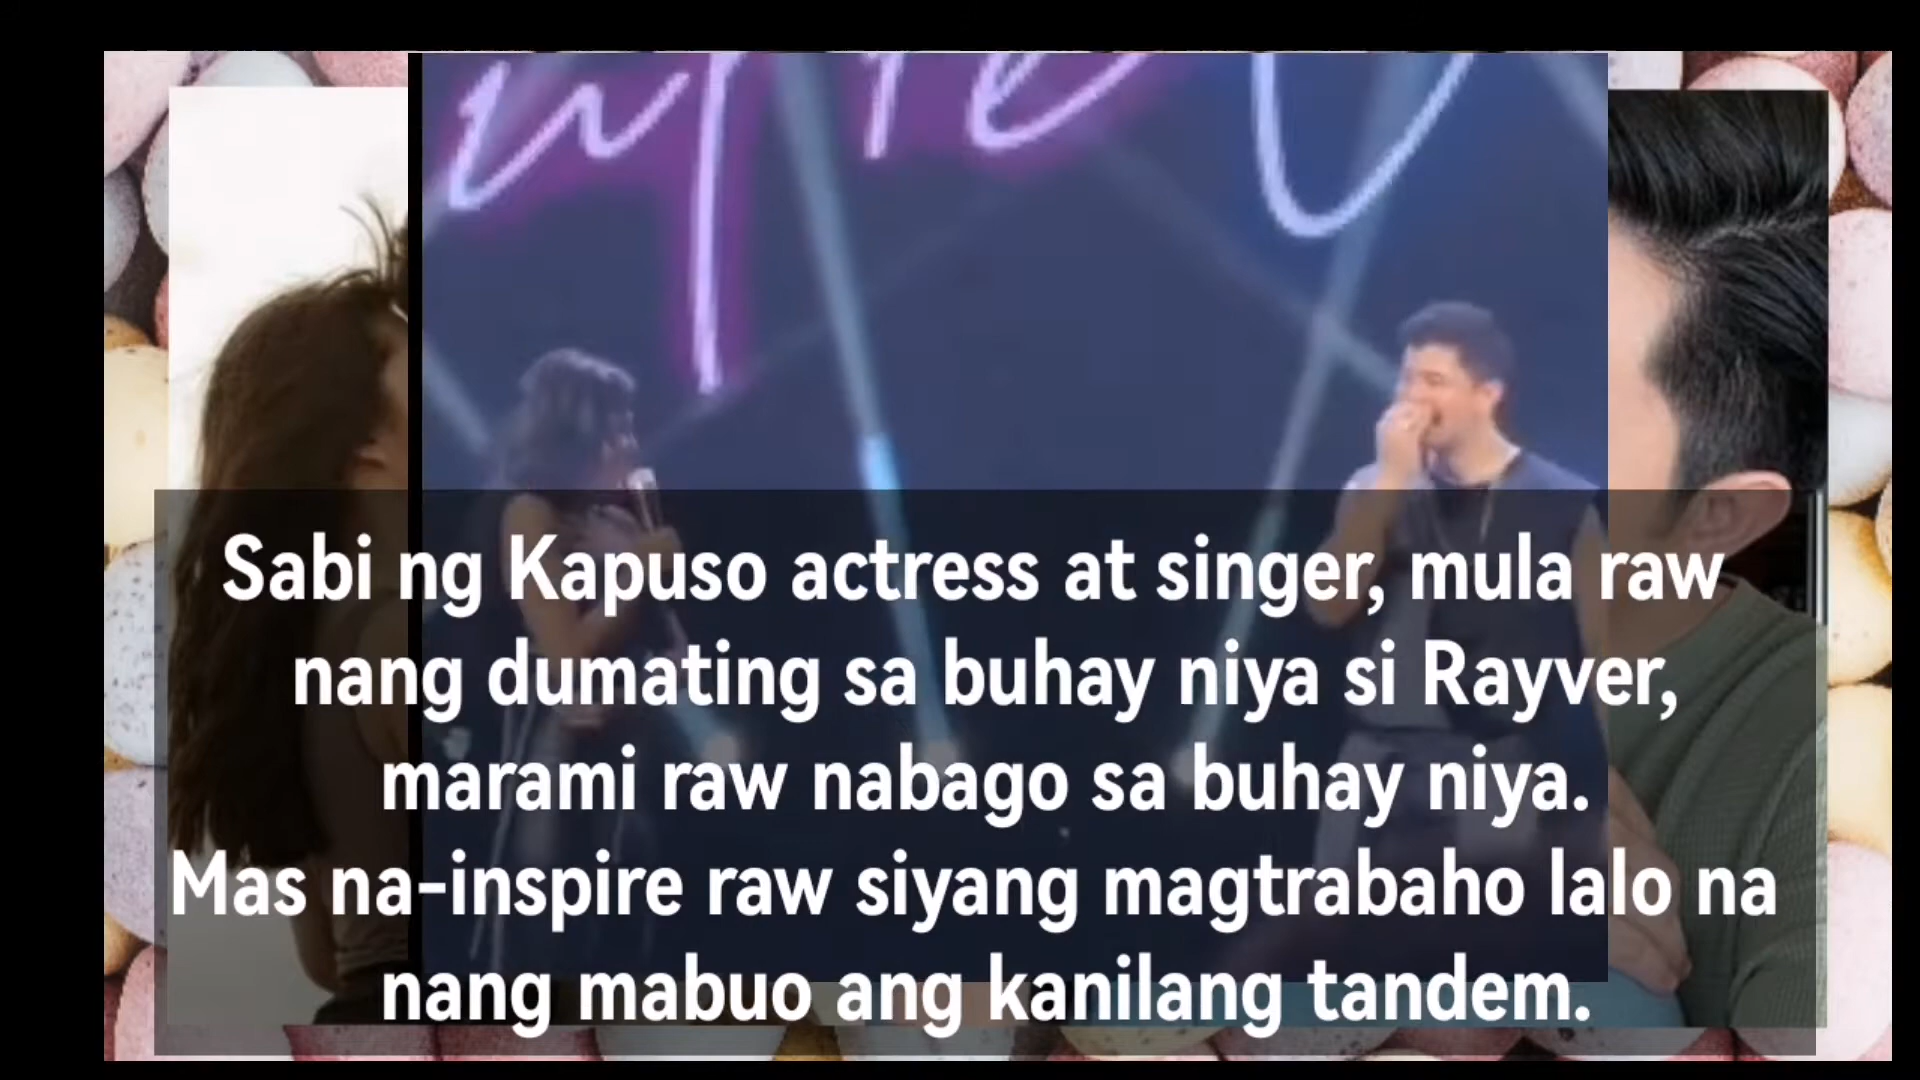 Sabi ng Kapuso actress at singer, mula raw
nang dumating sa buhay niya si Rayver,
marami raw nabago sa buhay niya.
Mas na-inspire raw siyang magtrabaho lalo na
nang mabuo ang kanilang tandem.